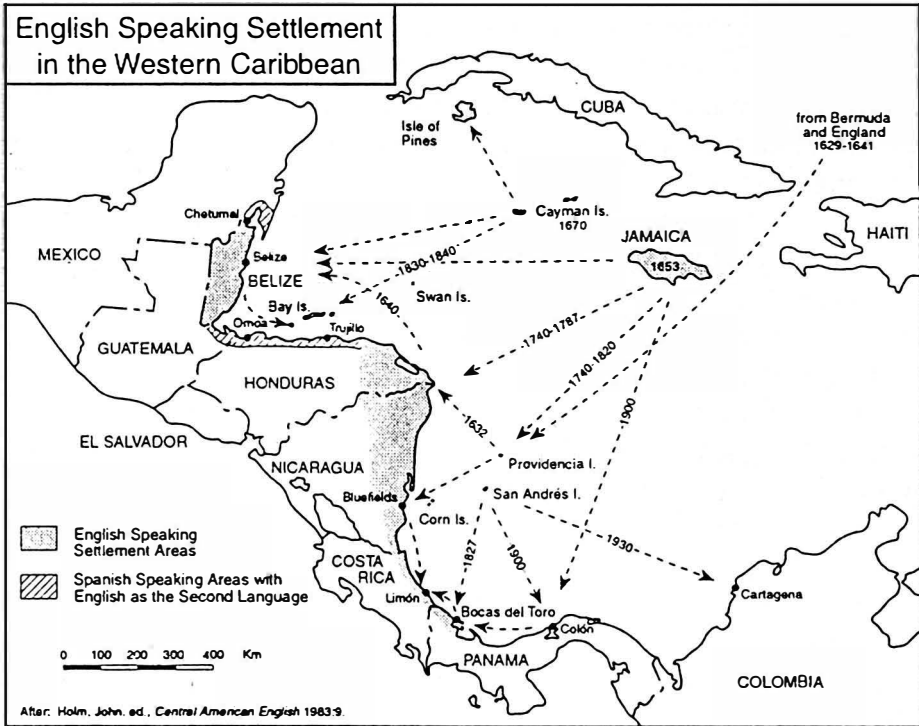 English Speaking Settlement
in the Western Caribbean
CUBA
Isle of
Pines
from Bermuda
and England
1629-1641
Chetumal
Cayman Is.
1670
HAITI
JAMAICA
1653
MEXICO
Belize
BELIZE
1830-1840
Swan Is.
Bay Is.
1640
Omoa
Trujillo
1740-1787
GUATEMALA
1740-1820
HONDURAS
1900
1632
EL SALVADOR
Providencia I.
NICARAGUA
San Andrés I.
Bluefields
Corn Is.
English Speaking
Settlement Areas
1827
1900
1930
COSTA
RICA
Spanish Speaking Areas with
English as the Second Language
Limón
Bocas del Toro
Cartagena
Colón
0 100 200 300 400 Km
PANAMA
COLOMBIA
After: Holm, John, ed., Central American English 1983:9.